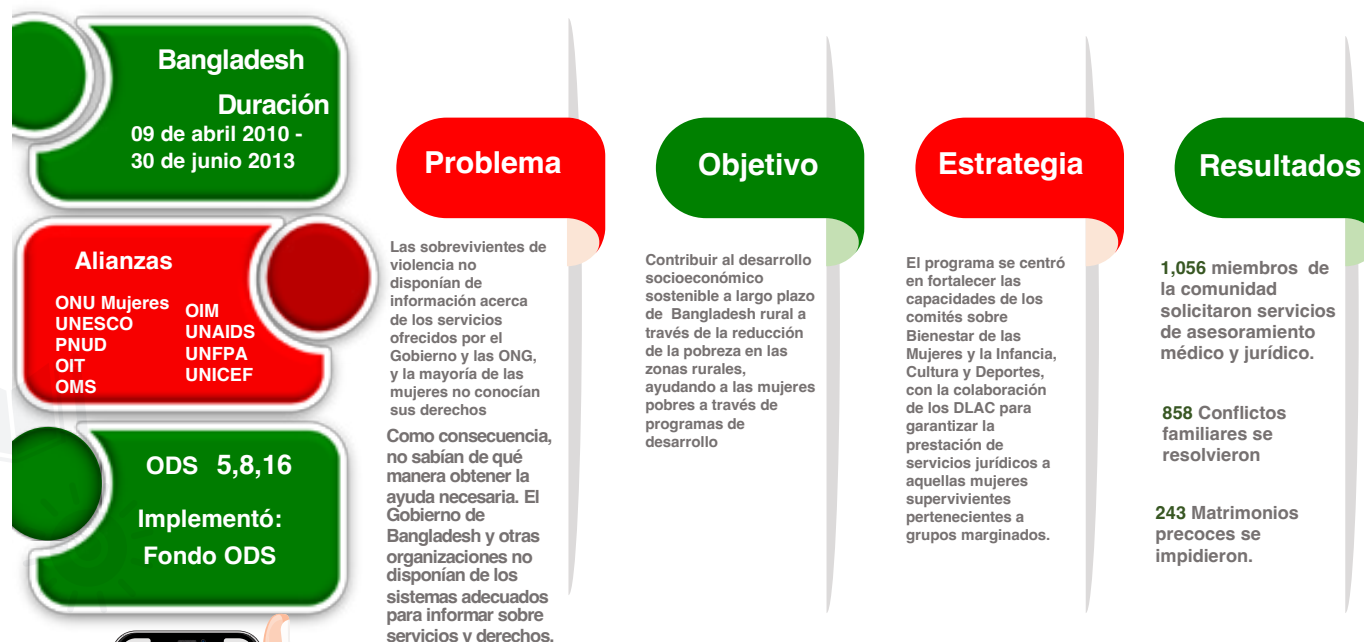 Bangladesh
Duración
09 de abril 2010 -
30 de junio 2013
Alianzas
ONU Mujeres
UNESCO
PNUD
OIT
OMS
OIM
UNAIDS
UNFPA
UNICEF
ODS 5,8,16
Implementó:
Fondo ODS
Problema
Las sobrevivientes de
violencia no
disponían de
información acerca
de los servicios
ofrecidos por el
Gobierno y las ONG,
y la mayoría de las
mujeres no conocían
sus derechos
Como consecuencia,
no sabían de qué
manera obtener la
ayuda necesaria. El
Gobierno de
Bangladesh y otras
organizaciones no
disponían de los
sistemas adecuados
para informar sobre
servicios y derechos.
Objetivo
Contribuir al desarrollo
socioeconómico
sostenible a largo plazo
de Bangladesh rural a
través de la reducción
de la pobreza en las
zonas rurales,
ayudando a las mujeres
pobres a través de
programas de
desarrollo
Estrategia
El programa se centró
en fortalecer las
capacidades de los
comités sobre
Bienestar de las
Mujeres y la Infancia,
Cultura y Deportes,
con la colaboración
de los DLAC para
garantizar la
prestación de
servicios jurídicos a
aquellas mujeres
supervivientes
pertenecientes a
grupos marginados.
Resultados
1,056 miembros de
la comunidad
solicitaron servicios
de asesoramiento
médico y jurídico.
858 Conflictos
familiares se
resolvieron
243 Matrimonios
precoces se
impidieron.